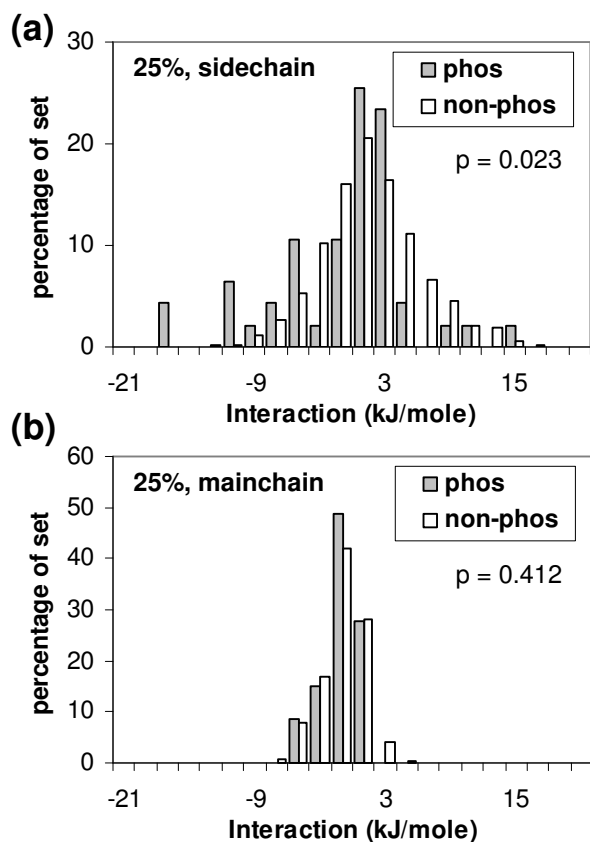 (a)
30
20
10
0
percentage of set
25%, sidechain
phos
non-phos
p = 0.023
-21 -9 3 15
Interaction (kJ/mole)
(b)
60
50
40
30
20
10
0
percentage of set
25%, mainchain
phos
non-phos
p = 0.412
-21 -9 3 15
Interaction (kJ/mole)